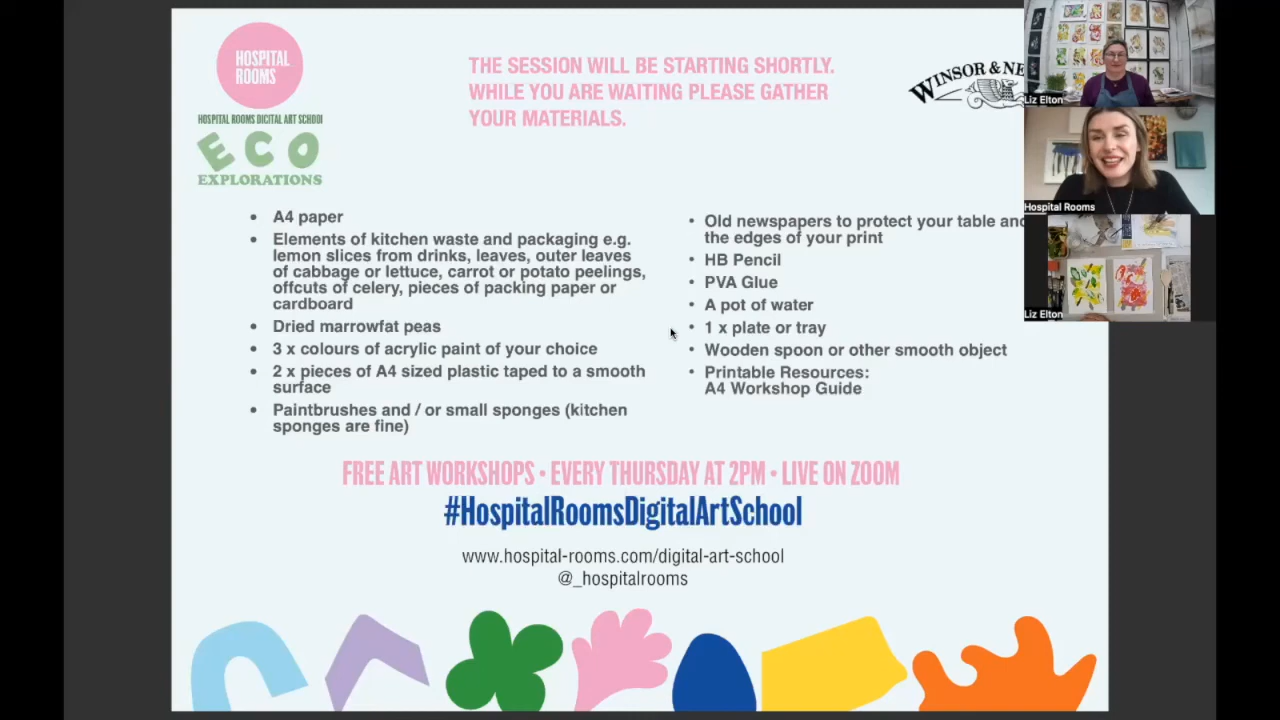 HOSPITAL
ROOMS
HOSPITAL ROOMS DIGITAL ART SCHOOL
ECO
EXPLORATIONS
THE SESSION WILL BE STARTING SHORTLY.
WHILE YOU ARE WAITING PLEASE GATHER
YOUR MATERIALS.
WINSOR & NE
Liz Elton
Hospital Rooms
Liz Elton
• A4 paper
• Elements of kitchen waste and packaging e.g.
lemon slices from drinks, leaves, outer leaves
of cabbage or lettuce, carrot or potato peelings,
offcuts of celery, pieces of packing paper or
cardboard
• Dried marrowfat peas
• 3 x colours of acrylic paint of your choice
• 2 x pieces of A4 sized plastic taped to a smooth
surface
• Paintbrushes and / or small sponges (kitchen
sponges are fine)
• Old newspapers to protect your table and
the edges of your print
• HB Pencil
• PVA Glue
• A pot of water
• 1 x plate or tray
• Wooden spoon or other smooth object
• Printable Resources:
A4 Workshop Guide
FREE ART WORKSHOPS • EVERY THURSDAY AT 2PM • LIVE ON ZOOM
#HospitalRoomsDigitalArtSchool
www.hospital-rooms.com/digital-art-school
@_hospitalrooms